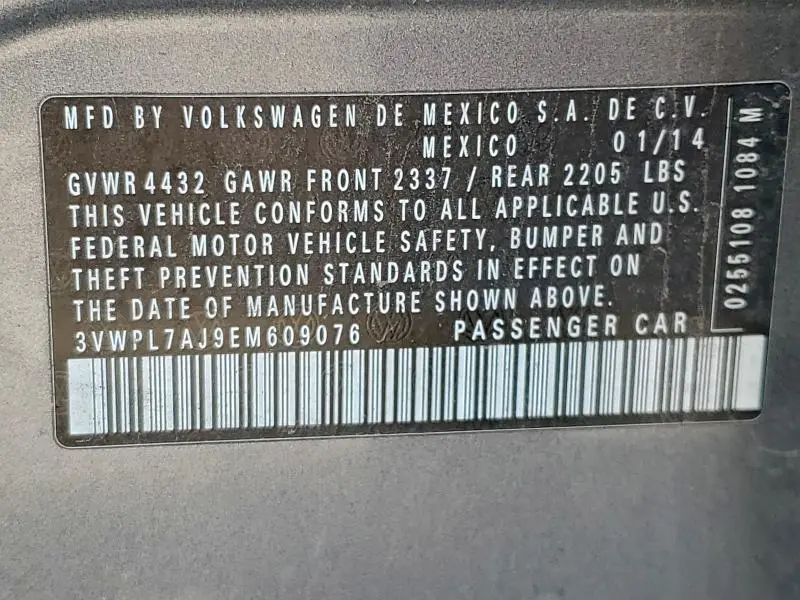 MFD BY VOLKSWAGEN DE MEXICO S.A. DE C.V.
MEXICO 01/14
GVWR 4432 GAWR FRONT 2337 / REAR 2205 LBS
THIS VEHICLE CONFORMS TO ALL APPLICABLE U.S.
FEDERAL MOTOR VEHICLE SAFETY, BUMPER AND
THEFT PREVENTION STANDARDS IN EFFECT ON
THE DATE OF MANUFACTURE SHOWN ABOVE.
3VWPL7AJ9EM609076 PASSENGER CAR
0255108 1084 M